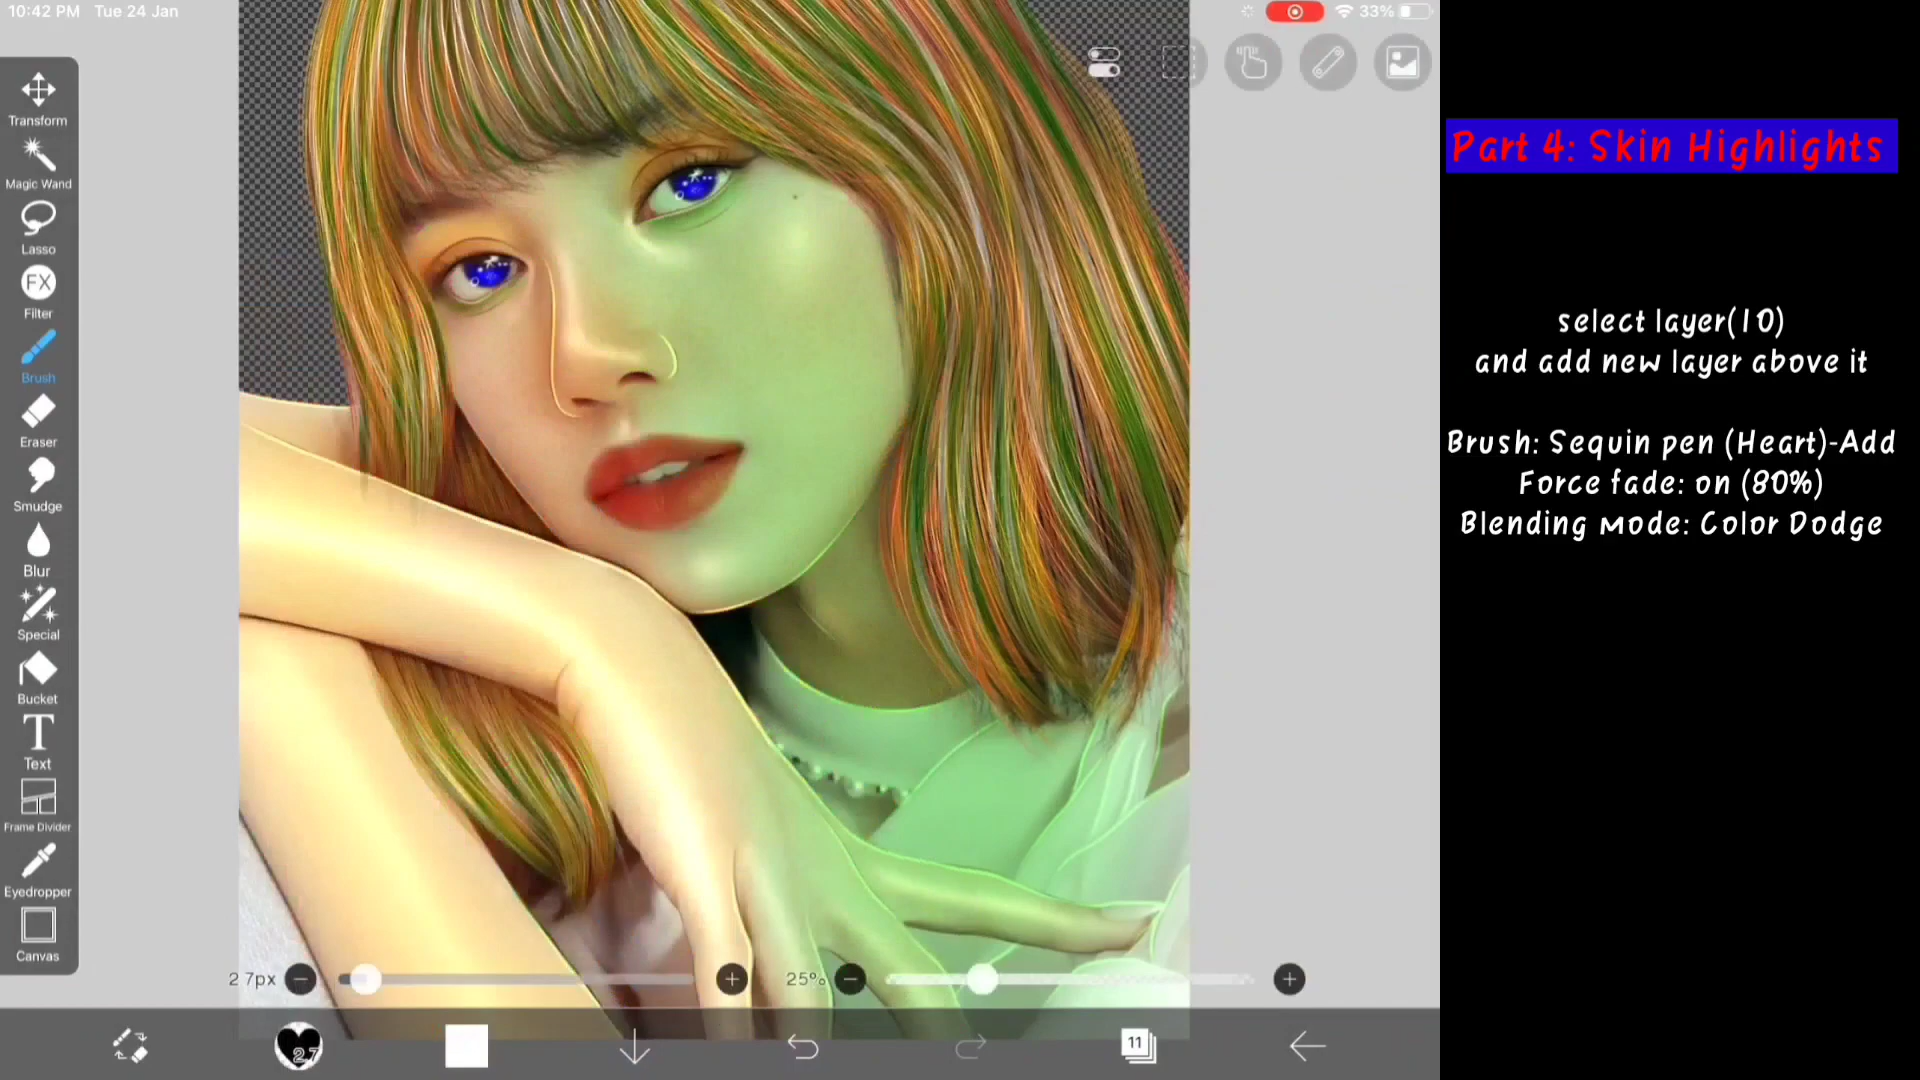 10:42 PM Tue 24 Jan
33%
Transform
Magic Wand
Lasso
FX
Filter
Brush
Eraser
Smudge
Blur
Special
Bucket
T
Text
Frame Divider
Eyedropper
Canvas
2 7px
25%
2.7
11
Part 4: Skin Highlights
select layer(10)
and add new layer above it
Brush: Sequin pen (Heart)-Add
Force fade: on (80%)
Blending Mode: Color Dodge